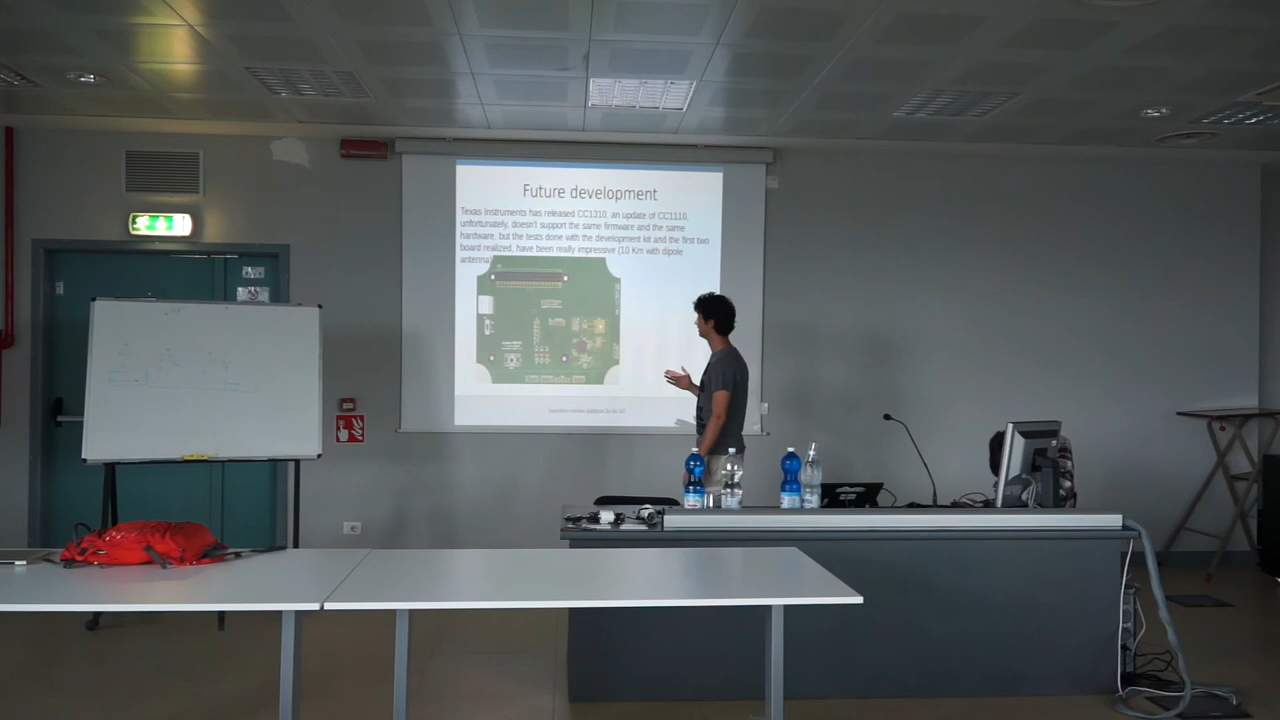 Future development
Texas Instruments has released CC1310, an update of CC1110,
unfortunately, doesn't support the same firmware and the same
hardware, but the tests done with the development kit and the first two
board realized, have been really impressive (10 Km with dipole
antenna